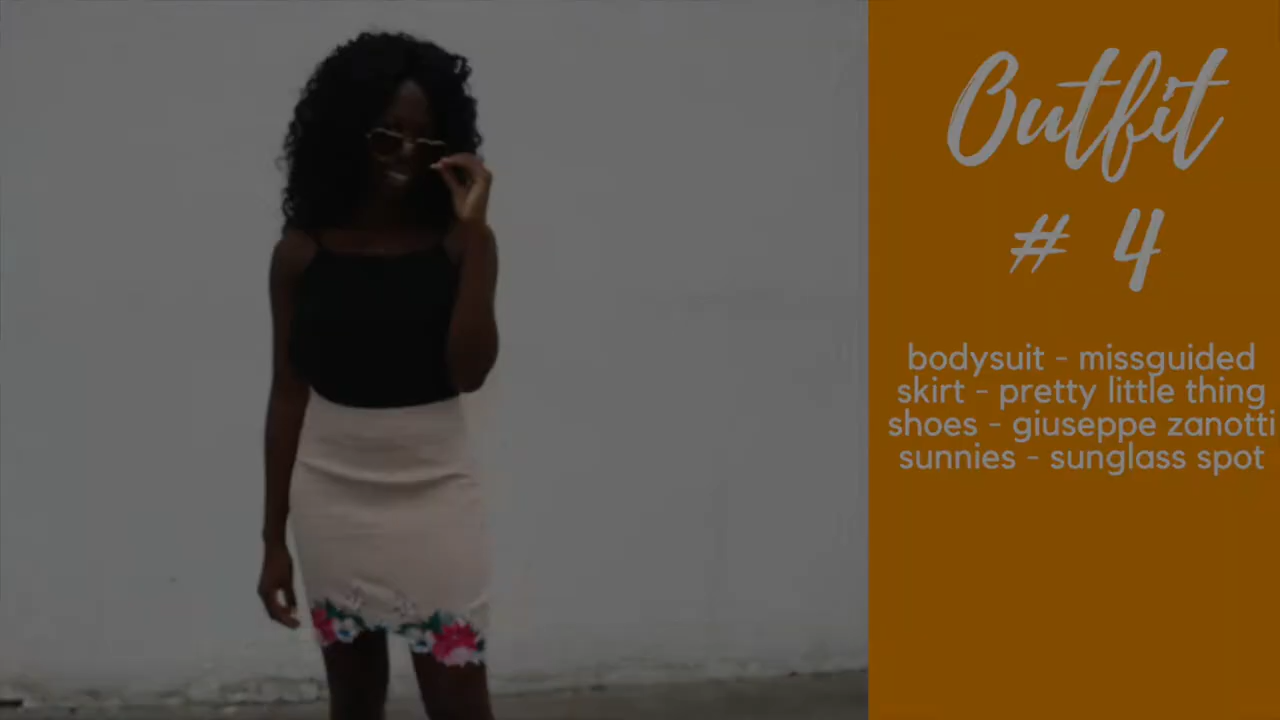 Outfit
# 4
bodysuit - missguided
skirt - pretty little thing
shoes - giuseppe zanotti
sunnies - sunglass spot